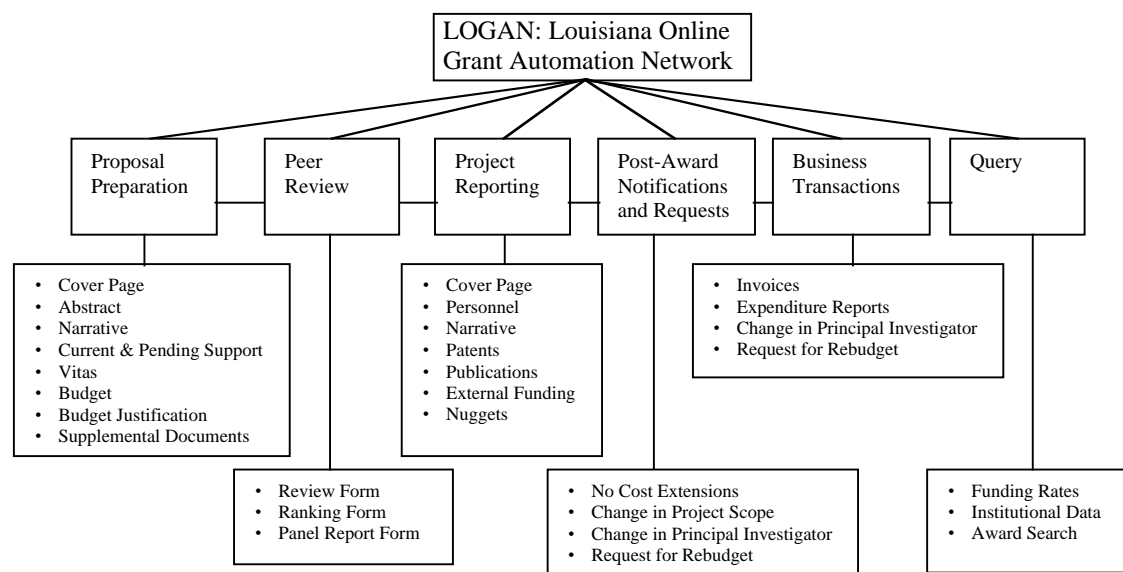 LOGAN: Louisiana Online
Grant Automation Network
Proposal
Preparation
Peer
Review
Project
Reporting
Post-Award
Notifications
and Requests
Business
Transactions
Query
• Cover Page
• Abstract
• Narrative
• Current & Pending Support
• Vitas
• Budget
• Budget Justification
• Supplemental Documents
• Cover Page
• Personnel
• Narrative
• Patents
• Publications
• External Funding
• Nuggets
• Invoices
• Expenditure Reports
• Change in Principal Investigator
• Request for Rebudget
• Review Form
• Ranking Form
• Panel Report Form
• No Cost Extensions
• Change in Project Scope
• Change in Principal Investigator
• Request for Rebudget
• Funding Rates
• Institutional Data
• Award Search